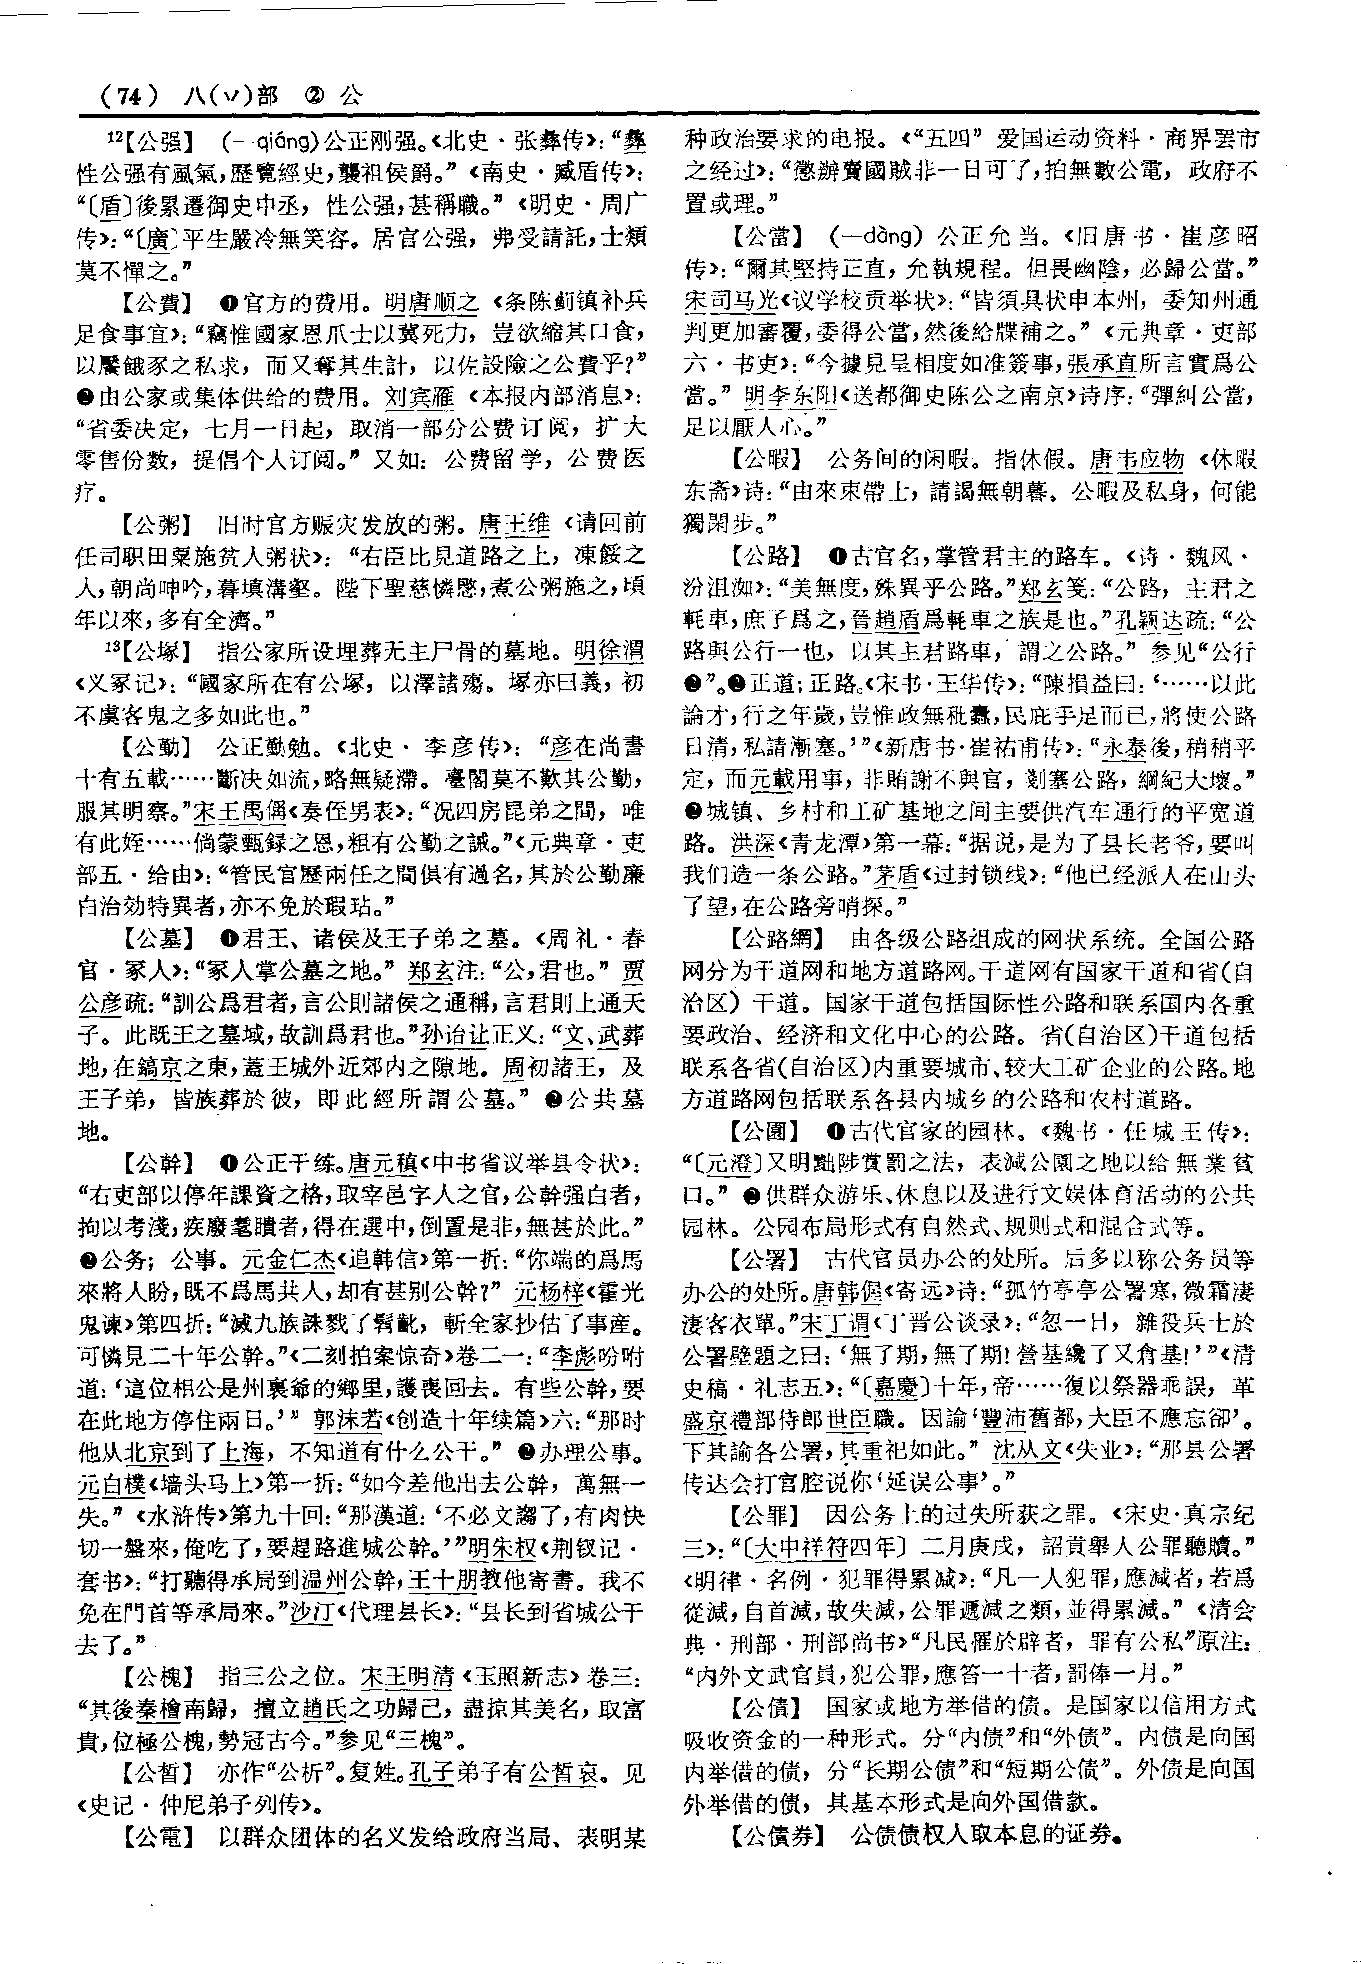 (74) 八(丷)部 ② 公
12【公强】 (-qiáng)公正刚强。《北史·张彝传》：“彝
性公强有風氣，歷覽經史，襲祖侯爵。”《南史·臧盾传》：
“〔盾〕後累遷御史中丞，性公强，甚稱職。”《明史·周广
传》：“〔廣〕平生嚴冷無笑容。居官公强，弗受請託，士類
莫不憚之。”
【公費】 ❶官方的费用。明唐顺之《条陈蓟镇补兵
足食事宜》：“竊惟國家恩爪士以冀死力，豈欲縮其口食，
以饜餓豕之私求，而又奪其生計，以佐設險之公費乎？”
❷由公家或集体供给的费用。刘宾雁《本报内部消息》：
“省委决定，七月一日起，取消一部分公费订阅，扩大
零售份数，提倡个人订阅。”又如：公费留学，公费医
疗。
【公粥】 旧时官方赈灾发放的粥。唐王维《请回前
任司职田粟施贫人粥状》：“右臣比見道路之上，凍餒之
人，朝尚呻吟，暮填溝壑。陛下聖慈憐愍，煮公粥施之，頃
年以來，多有全濟。”
13【公塚】 指公家所设埋葬无主尸骨的墓地。明徐渭
《义冢记》：“國家所在有公塚，以澤諸殤。塚亦曰義，初
不虞客鬼之多如此也。”
【公勤】 公正勤勉。《北史·李彦传》：“彦在尚書
十有五載……斷决如流，略無疑滯。臺閣莫不歎其公勤，
服其明察。”宋王禹偁《奏侄男表》：“况四房昆弟之間，唯
有此姪……倘蒙甄録之恩，粗有公勤之誠。”《元典章·吏
部五·给由》：“管民官歷兩任之間俱有過名，其於公勤廉
白治効特異者，亦不免於瑕玷。”
【公墓】 ❶君王、诸侯及王子弟之墓。《周礼·春
官·冢人》：“冢人掌公墓之地。”郑玄注：“公，君也。”贾
公彦疏：“訓公爲君者，言公則諸侯之通稱，言君則上通天
子。此既王之墓域，故訓爲君也。”孙诒让正义：“文、武葬
地，在鎬京之東，蓋王城外近郊内之隙地。周初諸王，及
王子弟，皆族葬於彼，即此經所謂公墓。”❷公共墓
地。
【公幹】 ❶公正干练。唐元稹《中书省议举县令状》：
“右吏部以停年課資之格，取宰邑字人之官，公幹强白者，
拘以考淺，疾廢耄聵者，得在選中，倒置是非，無甚於此。”
❷公务；公事。元金仁杰《追韩信》第一折：“你端的爲馬
來將人盼，既不爲馬共人，却有甚别公幹？”元杨梓《霍光
鬼谏》第四折：“滅九族誅戮了髫齔，斬全家抄估了事産。
可憐見二十年公幹。”《二刻拍案惊奇》卷二一：“李彪吩咐
道：‘這位相公是州裏爺的鄉里，護喪回去。有些公幹，要
在此地方停住兩日。’”郭沫若《创造十年续篇》六：“那时
他从北京到了上海，不知道有什么公干。”❸办理公事。
元白樸《墙头马上》第一折：“如今差他出去公幹，萬無一
失。”《水浒传》第九十回：“那漢道：‘不必文謅了，有肉快
切一盤來，俺吃了，要趕路進城公幹。’”明朱权《荆钗记·
套书》：“打聽得承局到温州公幹，王十朋教他寄書。我不
免在門首等承局來。”沙汀《代理县长》：“县长到省城公干
去了。”
【公槐】 指三公之位。宋王明清《玉照新志》卷三：
“其後秦檜南歸，擅立趙氏之功歸己，盡掠其美名，取富
貴，位極公槐，勢冠古今。”参见“三槐”。
【公晳】 亦作“公析”。复姓。孔子弟子有公晳哀。见
《史记·仲尼弟子列传》。
【公電】 以群众团体的名义发给政府当局、表明某
种政治要求的电报。《“五四”爱国运动资料·商界罢市
之经过》：“懲辦賣國賊非一日可了，拍無數公電，政府不
置或理。”
【公當】 (—dàng) 公正允当。《旧唐书·崔彦昭
传》：“爾其堅持正直，允執規程。但畏幽陰，必歸公當。”
宋司马光《议学校贡举状》：“皆須具状申本州，委知州通
判更加審覆，委得公當，然後給牒補之。”《元典章·吏部
六·书吏》：“今據見呈相度如准簽事，張承直所言實爲公
當。”明李东阳《送都御史陈公之南京》诗序：“彈糾公當，
足以厭人心。”
【公暇】 公务间的闲暇。指休假。唐韦应物《休暇
东斋》诗：“由來束帶士，請謁無朝暮。公暇及私身，何能
獨閑步。”
【公路】 ❶古官名，掌管君主的路车。《诗·魏风·
汾沮洳》：“美無度，殊異乎公路。”郑玄笺：“公路，主君之
軞車，庶子爲之，晉趙盾爲軞車之族是也。”孔颖达疏：“公
路與公行一也，以其主君路車，謂之公路。”参见“公行
❷”。❷正道；正路。《宋书·王华传》：“陳損益曰：‘……以此
論才，行之年歲，豈惟政無秕蠹，民庇手足而已，將使公路
日清，私請漸塞。’”《新唐书·崔祐甫传》：“永泰後，稍稍平
定，而元載用事，非賄謝不與官，剗塞公路，綱紀大壞。”
❸城镇、乡村和工矿基地之间主要供汽车通行的平宽道
路。洪深《青龙潭》第一幕：“据说，是为了县长老爷，要叫
我们造一条公路。”茅盾《过封锁线》：“他已经派人在山头
了望，在公路旁哨探。”
【公路網】 由各级公路组成的网状系统。全国公路
网分为干道网和地方道路网。干道网有国家干道和省(自
治区)干道。国家干道包括国际性公路和联系国内各重
要政治、经济和文化中心的公路。省(自治区)干道包括
联系各省(自治区)内重要城市、较大工矿企业的公路。地
方道路网包括联系各县内城乡的公路和农村道路。
【公園】 ❶古代官家的园林。《魏书·任城王传》：
“〔元澄〕又明黜陟賞罰之法，表減公園之地以給無業貧
口。”❷供群众游乐、休息以及进行文娱体育活动的公共
园林。公园布局形式有自然式、规则式和混合式等。
【公署】 古代官员办公的处所。后多以称公务员等
办公的处所。唐韩偓《寄远》诗：“孤竹亭亭公署寒，微霜凄
凄客衣單。”宋丁谓《丁晋公谈录》：“忽一日，雜役兵士於
公署壁題之曰：‘無了期，無了期！營基纔了又倉基！’”《清
史稿·礼志五》：“〔嘉慶〕十年，帝……復以祭器乖誤，革
盛京禮部侍郎世臣職。因諭‘豐沛舊都，大臣不應忘卻’。
下其諭各公署，其重祀如此。”沈从文《失业》：“那县公署
传达会打官腔说你‘延误公事’。”
【公罪】 因公务上的过失所获之罪。《宋史·真宗纪
三》：“〔大中祥符四年〕二月庚戌，詔貢舉人公罪聽贖。”
《明律·名例·犯罪得累减》：“凡一人犯罪，應減者，若爲
從減，自首減，故失減，公罪遞減之類，並得累減。”《清会
典·刑部·刑部尚书》“凡民罹於辟者，罪有公私”原注：
“内外文武官員，犯公罪，應笞一十者，罰俸一月。”
【公債】 国家或地方举借的债。是国家以信用方式
吸收资金的一种形式。分“内债”和“外债”。内债是向国
内举借的债，分“长期公债”和“短期公债”。外债是向国
外举借的债，其基本形式是向外国借款。
【公債券】 公债债权人取本息的证券。